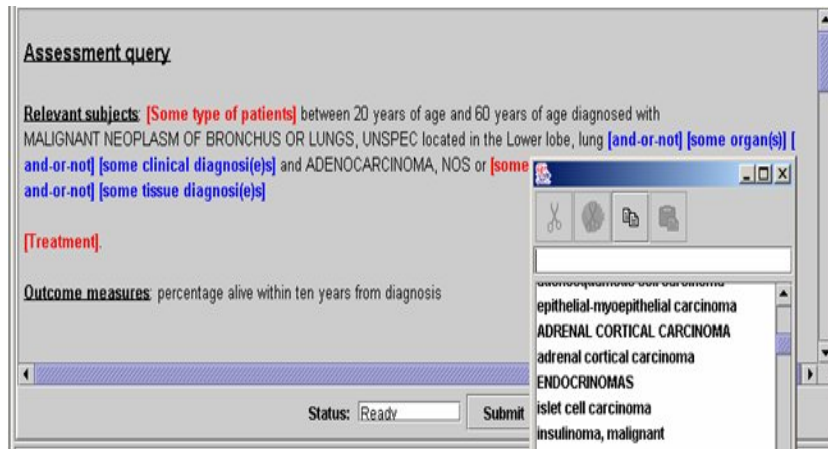 Assessment query
Relevant subjects: [Some type of patients] between 20 years of age and 60 years of age diagnosed with
MALIGNANT NEOPLASM OF BRONCHUS OR LUNGS, UNSPEC located in the Lower lobe, lung [and-or-not] [some organ(s)] [
and-or-not] [some clinical diagnosi(e)s] and ADENOCARCINOMA, NOS or [some
and-or-not] [some tissue diagnosi(e)s]
[Treatment].
Outcome measures: percentage alive within ten years from diagnosis
Status: Ready Submit
epithelial-myoepithelial carcinoma
ADRENAL CORTICAL CARCINOMA
adrenal cortical carcinoma
ENDOCRINOMAS
islet cell carcinoma
insulinoma, malignant